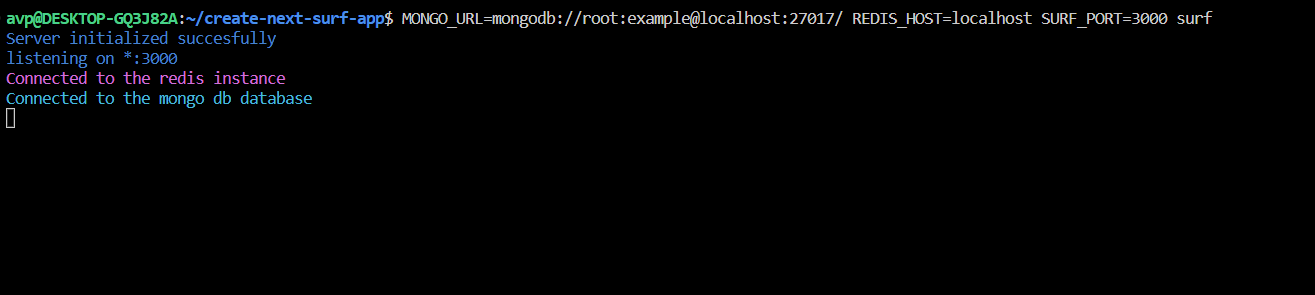 avp@DESKTOP-GQ3J82A:~/create-next-surf-app$ MONGO_URL=mongodb://root:example@localhost:27017/ REDIS_HOST=localhost SURF_PORT=3000 surf
Server initialized succesfully
listening on *:3000
Connected to the redis instance
Connected to the mongo db database